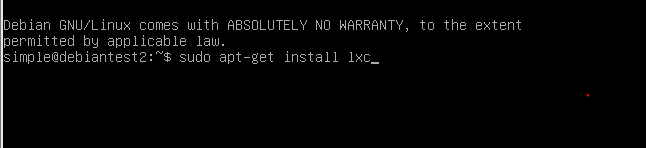 Debian GNU/Linux comes with ABSOLUTELY NO WARRANTY, to the extent
permitted by applicable law.
simple@debiantest2:~$ sudo apt-get install lxc_